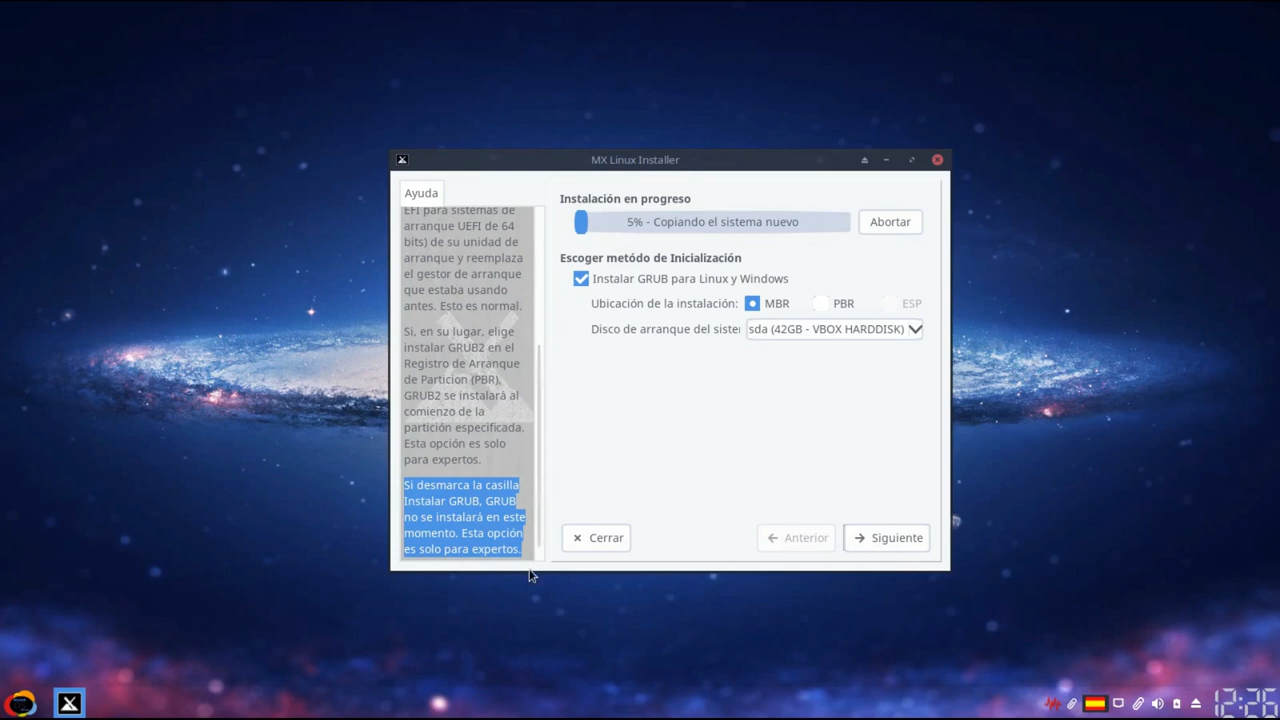 MX Linux Installer
Ayuda
EFI para sistemas de
arranque UEFI de 64
bits) de su unidad de
arranque y reemplaza
el gestor de arranque
que estaba usando
antes. Esto es normal.
Si, en su lugar, elige
instalar GRUB2 en el
Registro de Arranque
de Particion (PBR),
GRUB2 se instalará al
comienzo de la
partición especificada.
Esta opción es solo
para expertos.
Si desmarca la casilla
Instalar GRUB, GRUB
no se instalará en este
momento. Esta opción
es solo para expertos.
Instalación en progreso
5% - Copiando el sistema nuevo
Abortar
Escoger metódo de Inicialización
Instalar GRUB para Linux y Windows
Ubicación de la instalación: MBR PBR ESP
Disco de arranque del sister sda (42GB - VBOX HARDDISK)
Cerrar
Anterior
Siguiente
12:26